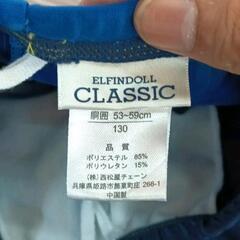 ELFINDOLL
CLASSIC
胴囲 53~59cm
130
品質
ポリエステル 85%
ポリウレタン 15%
(株)西松屋チェーン
兵庫県姫路市飾東町庄 266-1
中国製